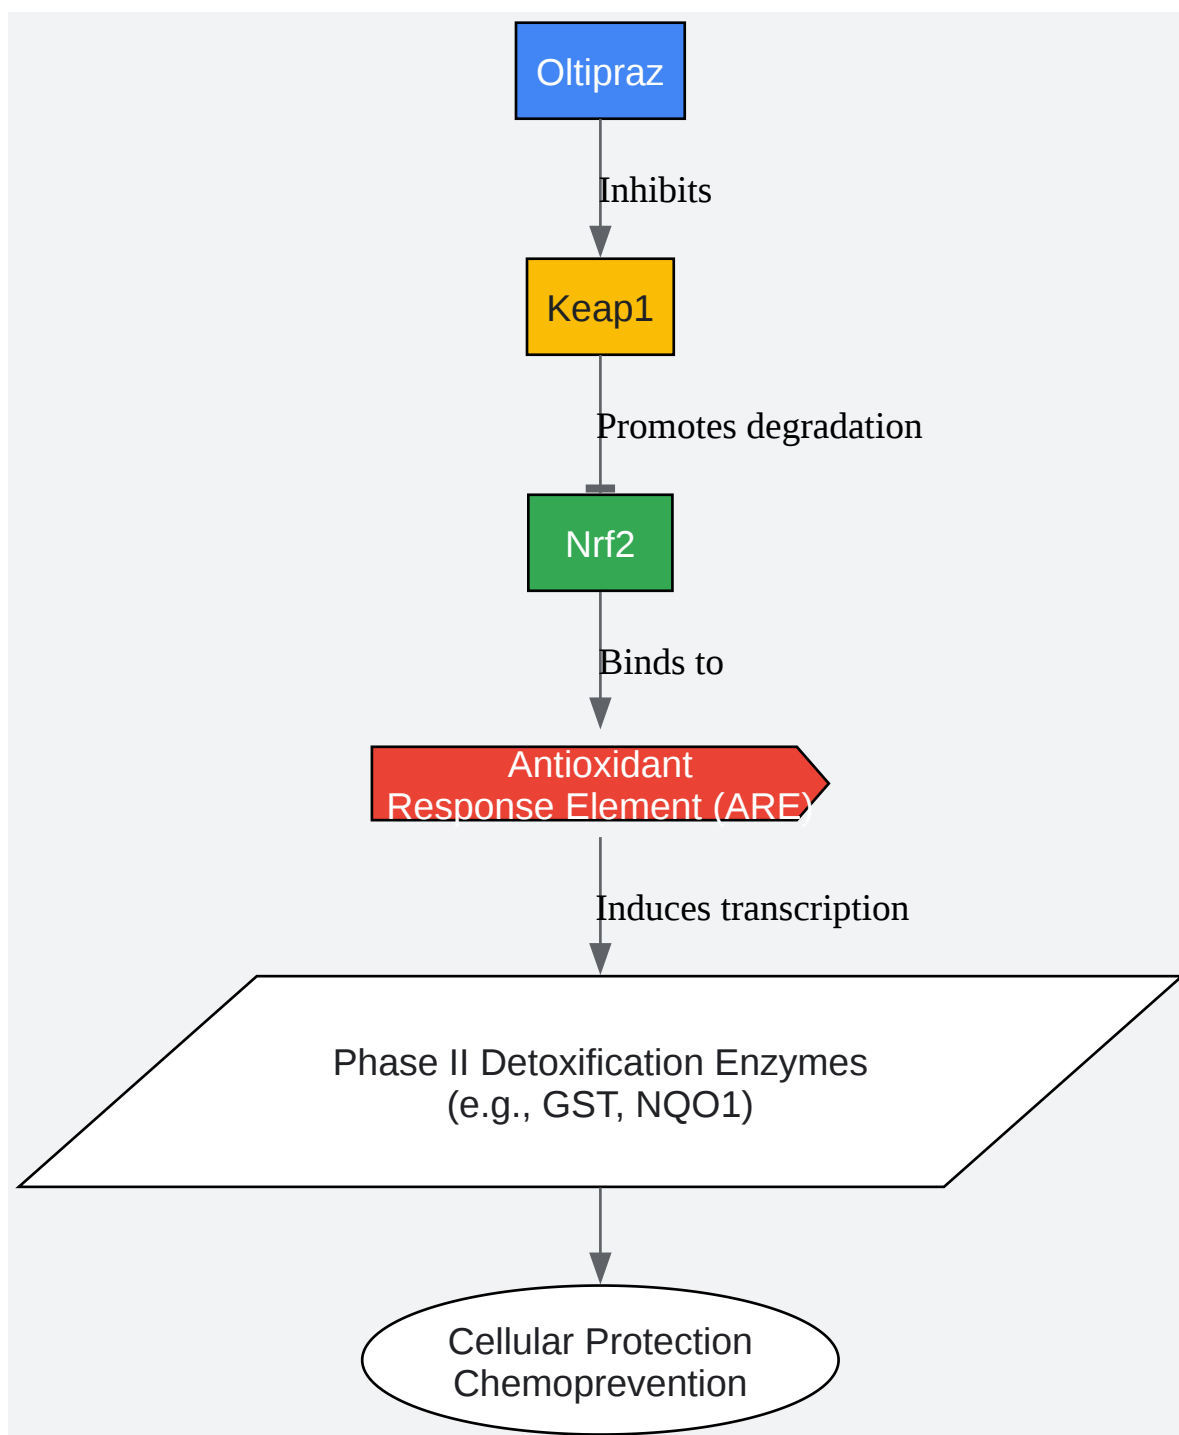 Oltipraz
Inhibits
Keap1
Promotes degradation
Nrf2
Binds to
Antioxidant
Response Element (ARE)
Induces transcription
Phase II Detoxification Enzymes
(e.g., GST, NQO1)
Cellular Protection
Chemoprevention